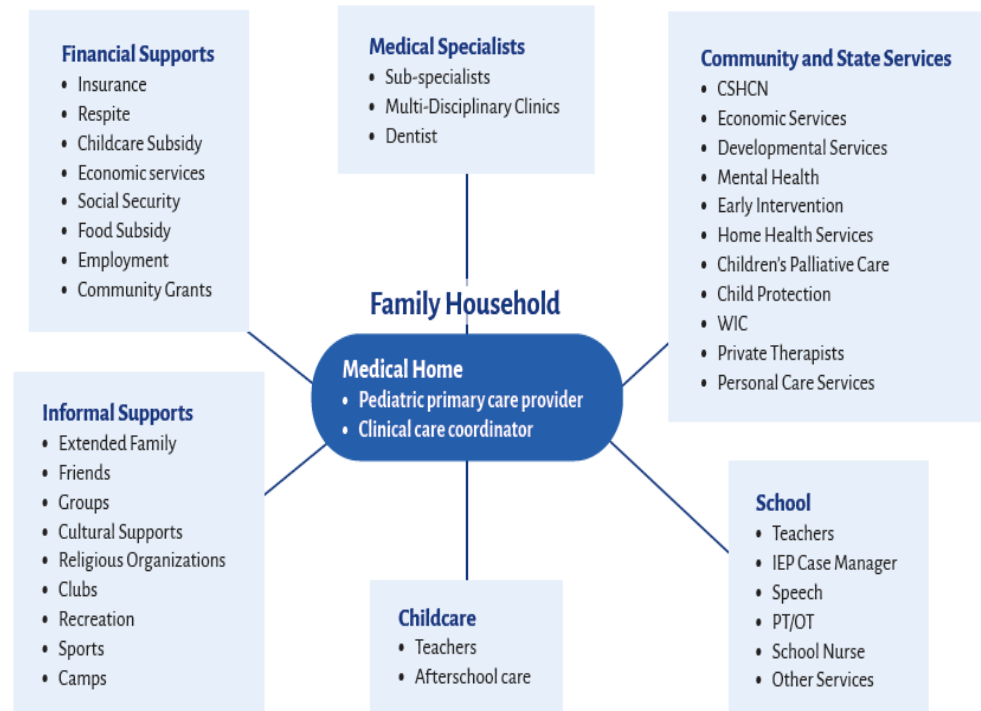 Financial Supports
• Insurance
• Respite
• Childcare Subsidy
• Economic services
• Social Security
• Food Subsidy
• Employment
• Community Grants
Medical Specialists
• Sub-specialists
• Multi-Disciplinary Clinics
• Dentist
Community and State Services
• CSHCN
• Economic Services
• Developmental Services
• Mental Health
• Early Intervention
• Home Health Services
• Children's Palliative Care
• Child Protection
• WIC
• Private Therapists
• Personal Care Services
Family Household
Medical Home
• Pediatric primary care provider
• Clinical care coordinator
Informal Supports
• Extended Family
• Friends
• Groups
• Cultural Supports
• Religious Organizations
• Clubs
• Recreation
• Sports
• Camps
Childcare
• Teachers
• Afterschool care
School
• Teachers
• IEP Case Manager
• Speech
• PT/OT
• School Nurse
• Other Services